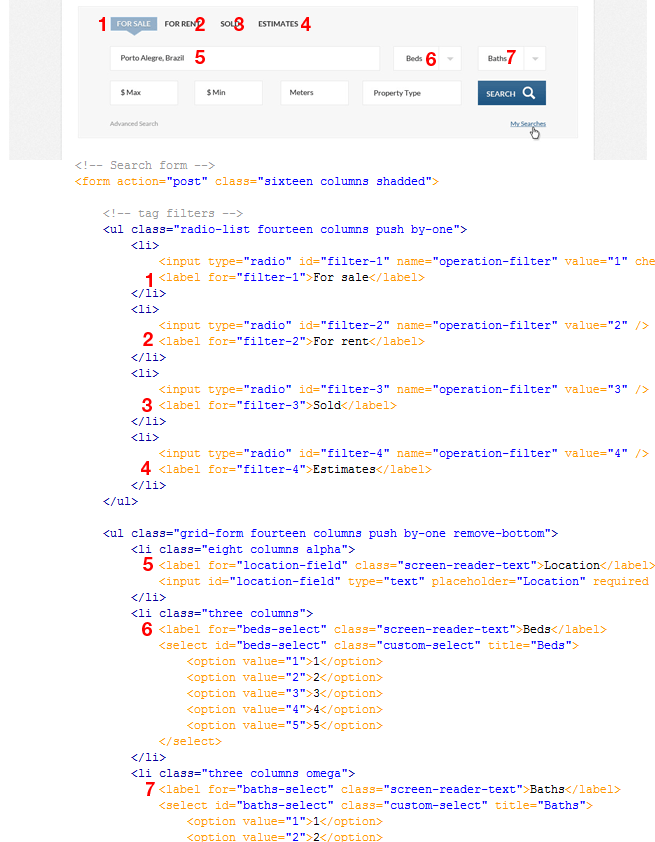 1 FOR SALE FOR RENT 2 SOLD 3 ESTIMATES 4
Porto Alegre, Brazil 5 Beds 6 Baths 7
$ Max $ Min Meters Property Type SEARCH
Advanced Search My Searches
<!-- Search form -->
<form action="post" class="sixteen columns shadded">
<!-- tag filters -->
<ul class="radio-list fourteen columns push by-one">
<li>
<input type="radio" id="filter-1" name="operation-filter" value="1" che
1 <label for="filter-1">For sale</label>
</li>
<li>
<input type="radio" id="filter-2" name="operation-filter" value="2" />
2 <label for="filter-2">For rent</label>
</li>
<li>
<input type="radio" id="filter-3" name="operation-filter" value="3" />
3 <label for="filter-3">Sold</label>
</li>
<li>
<input type="radio" id="filter-4" name="operation-filter" value="4" />
4 <label for="filter-4">Estimates</label>
</li>
</ul>
<ul class="grid-form fourteen columns push by-one remove-bottom">
<li class="eight columns alpha">
5 <label for="location-field" class="screen-reader-text">Location</label>
<input id="location-field" type="text" placeholder="Location" required
</li>
<li class="three columns">
6 <label for="beds-select" class="screen-reader-text">Beds</label>
<select id="beds-select" class="custom-select" title="Beds">
<option value="1">1</option>
<option value="2">2</option>
<option value="3">3</option>
<option value="4">4</option>
<option value="5">5</option>
</select>
</li>
<li class="three columns omega">
7 <label for="baths-select" class="screen-reader-text">Baths</label>
<select id="baths-select" class="custom-select" title="Baths">
<option value="1">1</option>
<option value="2">2</option>